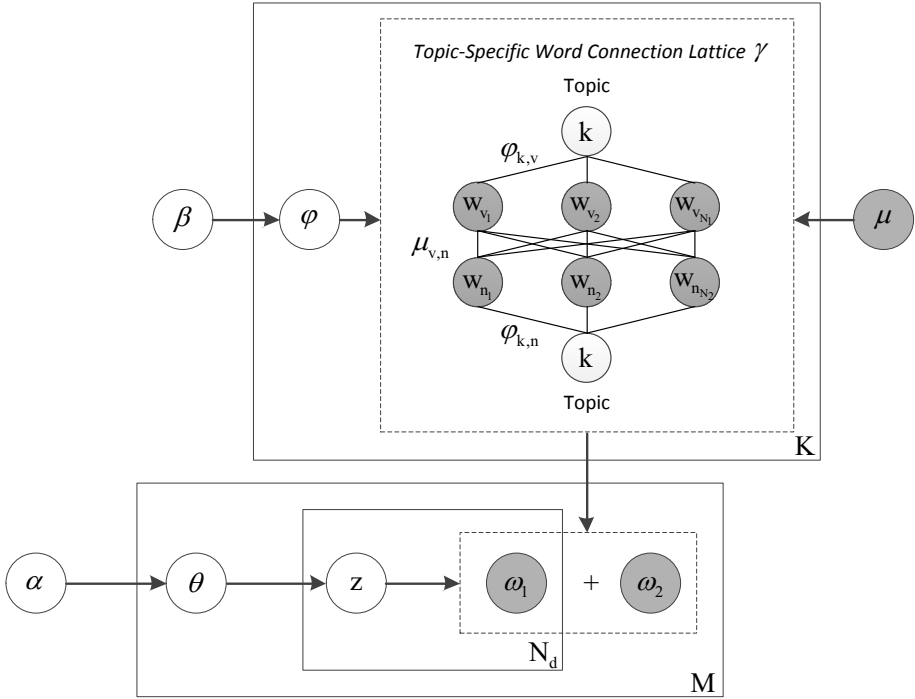 Topic-Specific Word Connection Lattice γ
Topic
k
φk,v
wv1 wv2 wvN1
β φ μ
μv,n
wn1 wn2 wnN2
φk,n
k
Topic
K
α θ z ω1 + ω2
Nd
M